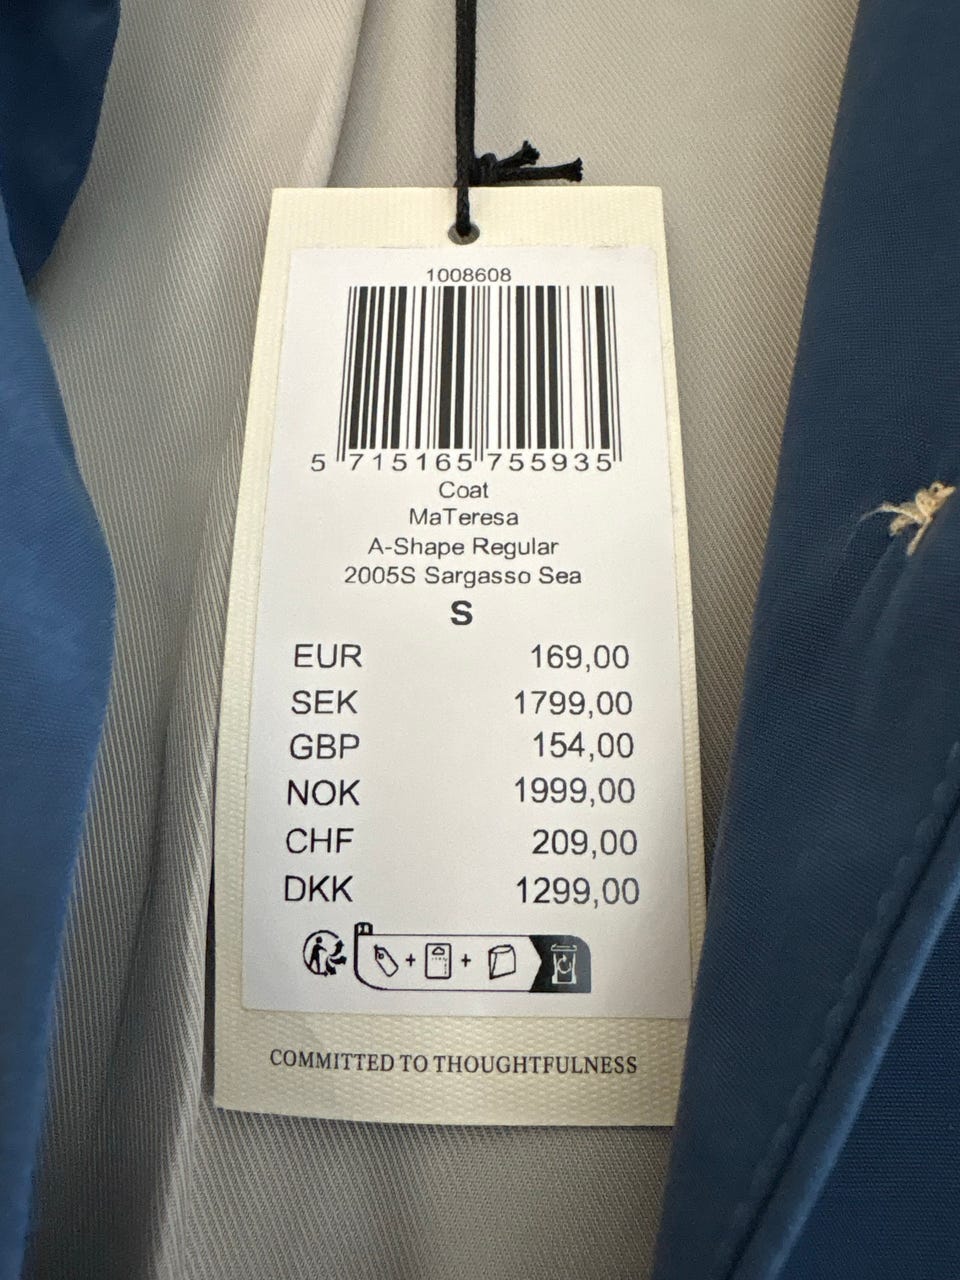 1008608
5 715165 755935
Coat
MaTeresa
A-Shape Regular
2005S Sargasso Sea
S
EUR 169,00
SEK 1799,00
GBP 154,00
NOK 1999,00
CHF 209,00
DKK 1299,00
COMMITTED TO THOUGHTFULNESS